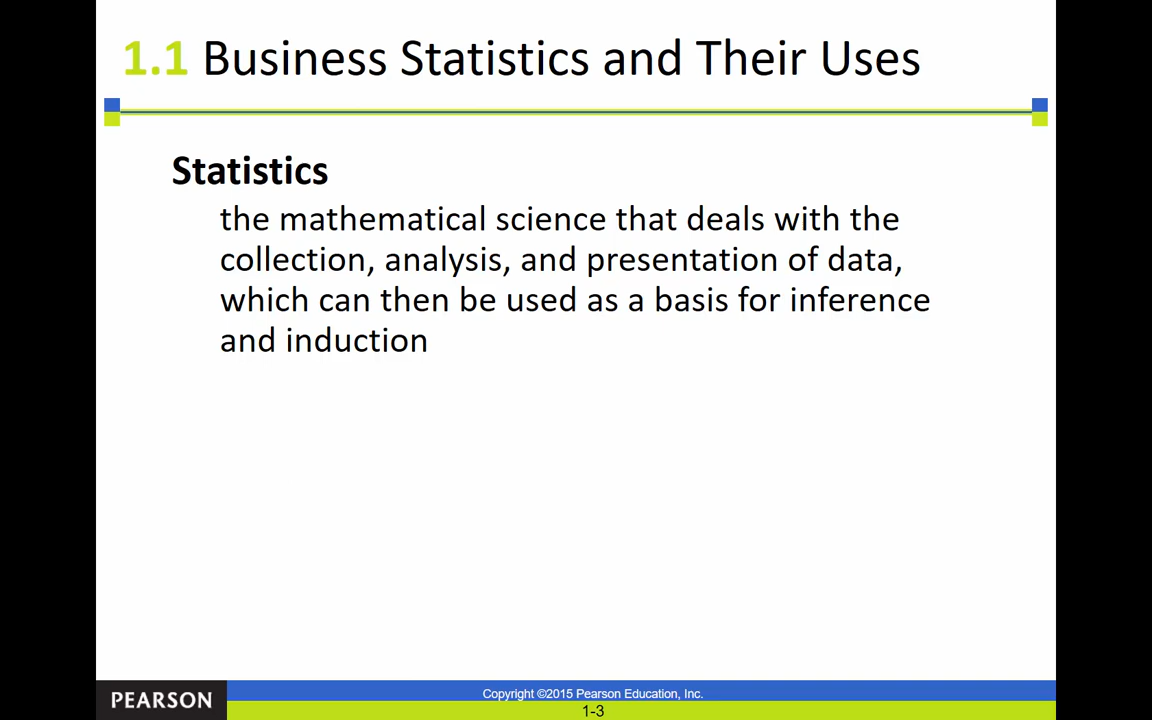 1.1 Business Statistics and Their Uses
Statistics
the mathematical science that deals with the
collection, analysis, and presentation of data,
which can then be used as a basis for inference
and induction
PEARSON
Copyright ©2015 Pearson Education, Inc.
1-3